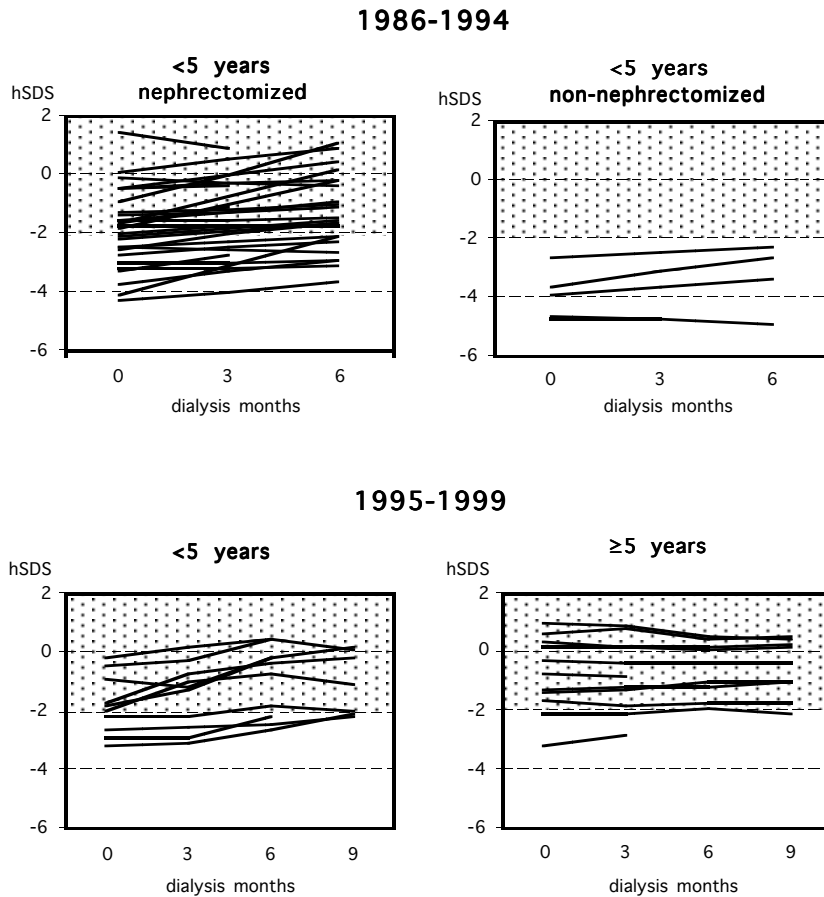 1986-1994
<5 years
nephrectomized
hSDS
2
0
-2
-4
-6
0 3 6
dialysis months
<5 years
non-nephrectomized
hSDS
2
0
-2
-4
-6
0 3 6
dialysis months
1995-1999
<5 years
hSDS
2
0
-2
-4
-6
0 3 6 9
dialysis months
≥5 years
hSDS
2
0
-2
-4
-6
0 3 6 9
dialysis months